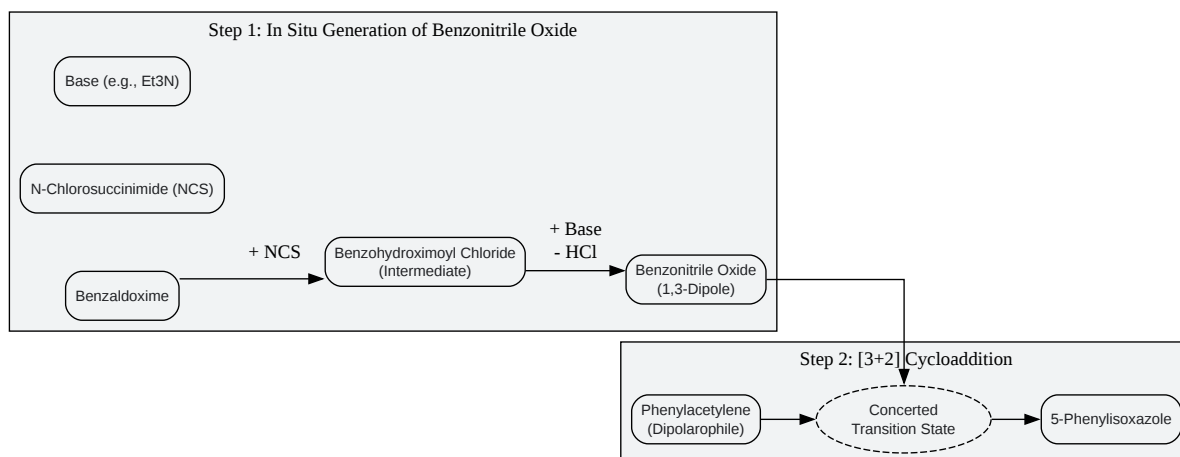 Step 1: In Situ Generation of Benzonitrile Oxide
Base (e.g., Et3N)
N-Chlorosuccinimide (NCS)
Benzaldoxime
+ NCS
Benzohydroximoyl Chloride
(Intermediate)
+ Base
- HCl
Benzonitrile Oxide
(1,3-Dipole)
Step 2: [3+2] Cycloaddition
Phenylacetylene
(Dipolarophile)
Concerted
Transition State
5-Phenylisoxazole